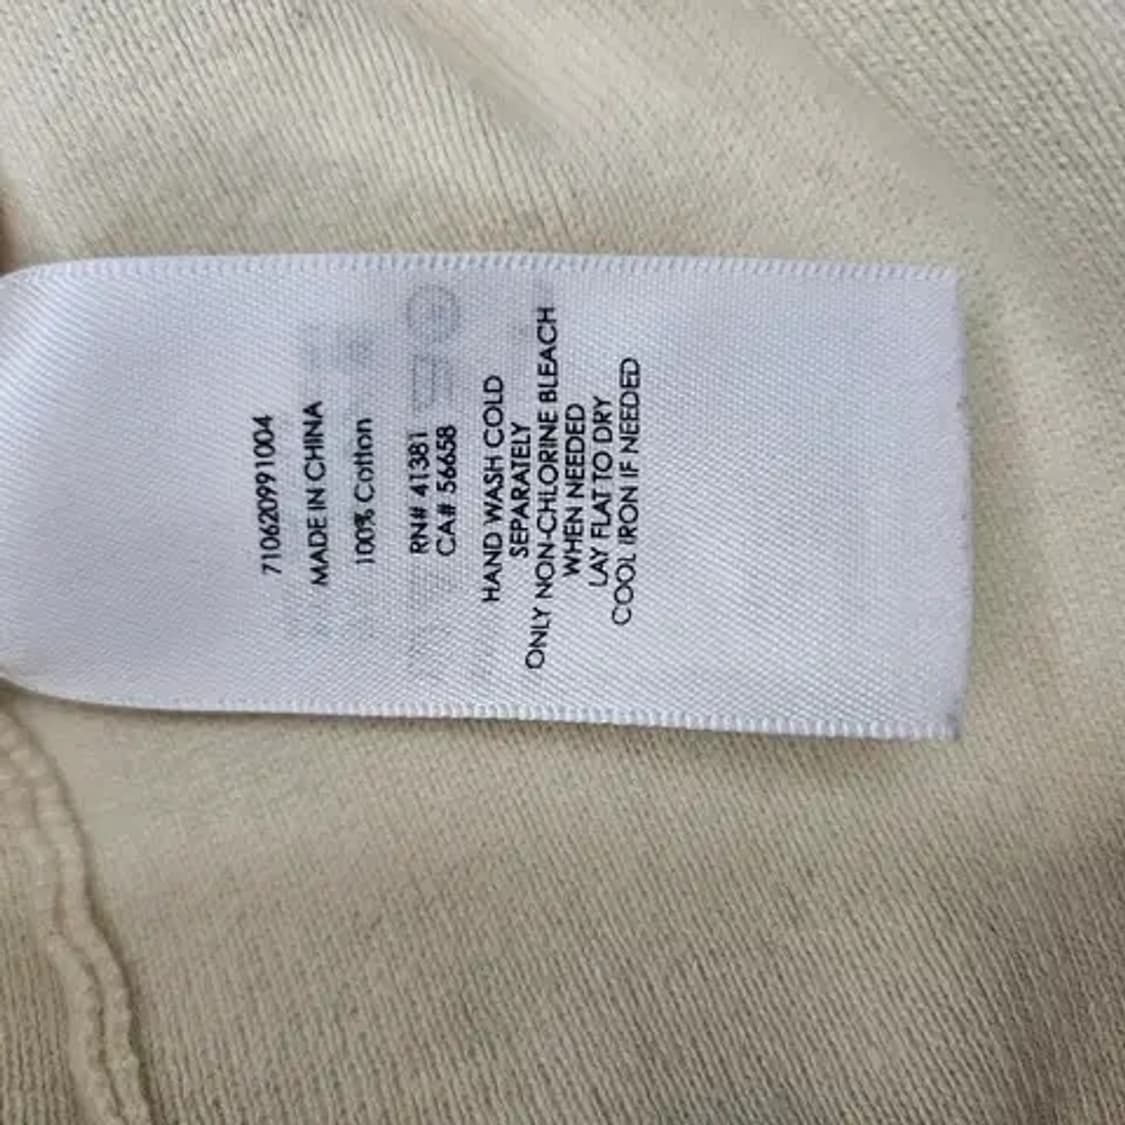 710620991004
MADE IN CHINA
100% Cotton
RN# 41381
CA# 56658
HAND WASH COLD
SEPARATELY
ONLY NON-CHLORINE BLEACH
WHEN NEEDED
LAY FLAT TO DRY
COOL IRON IF NEEDED